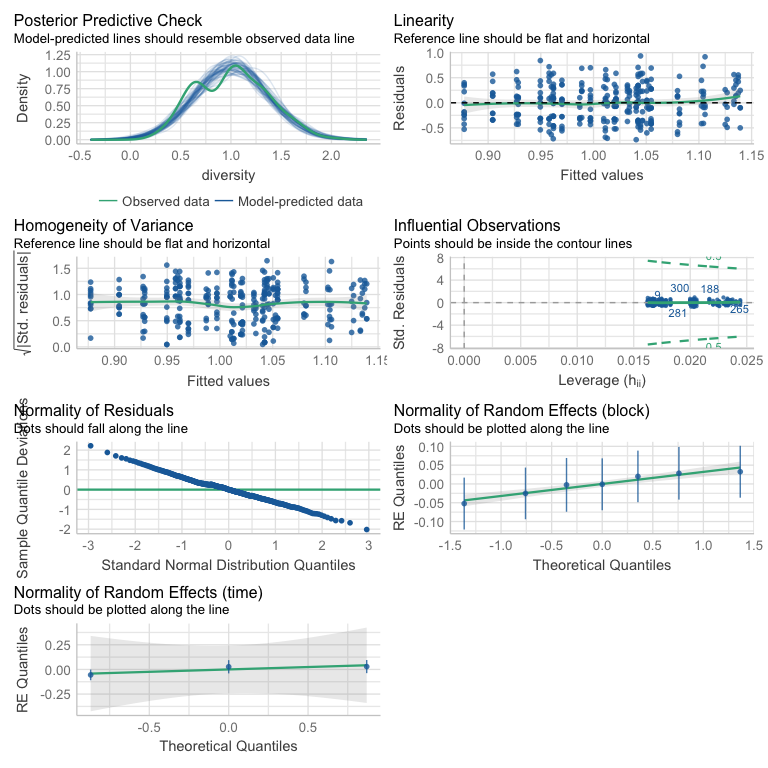 Posterior Predictive Check
Model-predicted lines should resemble observed data line
Density
1.25
1.00
0.75
0.50
0.25
0.00
-0.5 0.0 0.5 1.0 1.5 2.0
diversity
Observed data Model-predicted data
Linearity
Reference line should be flat and horizontal
Residuals
1.0
0.5
0.0
-0.5
0.90 0.95 1.00 1.05 1.10 1.15
Fitted values
Homogeneity of Variance
Reference line should be flat and horizontal
√|Std. residuals|
1.5
1.0
0.5
0.0
0.90 0.95 1.00 1.05 1.10 1.15
Fitted values
Influential Observations
Points should be inside the contour lines
Std. Residuals
8
4
0
-4
-8
0.5
9 300 188
281 265
0.5
0.000 0.005 0.010 0.015 0.020 0.025
Leverage (hᵢᵢ)
Normality of Residuals
Dots should fall along the line
Sample Quantile Deviations
2
1
0
-1
-2
-3 -2 -1 0 1 2 3
Standard Normal Distribution Quantiles
Normality of Random Effects (block)
Dots should be plotted along the line
RE Quantiles
0.10
0.05
0.00
-0.05
-0.10
-1.5 -1.0 -0.5 0.0 0.5 1.0 1.5
Theoretical Quantiles
Normality of Random Effects (time)
Dots should be plotted along the line
RE Quantiles
0.25
0.00
-0.25
-0.5 0.0 0.5
Theoretical Quantiles